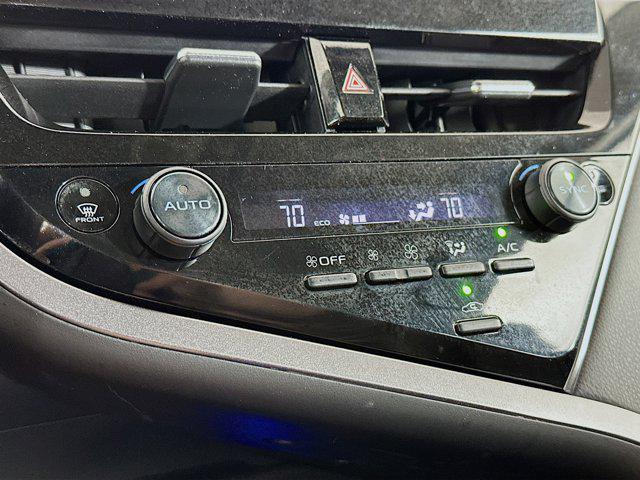 FRONT
AUTO
70 ECO 70
SYNC
OFF
A/C